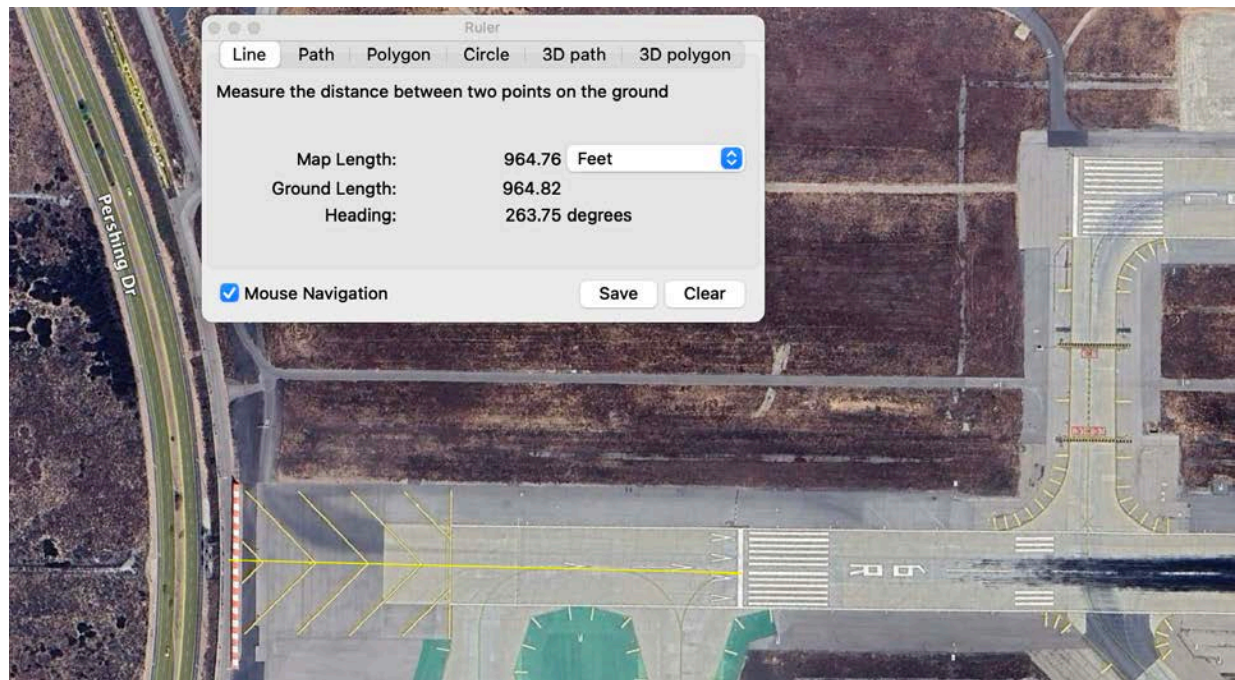 Ruler
Line Path Polygon Circle 3D path 3D polygon
Measure the distance between two points on the ground
Map Length: 964.76 Feet
Ground Length: 964.82
Heading: 263.75 degrees
Mouse Navigation Save Clear
Pershing Dr
6R